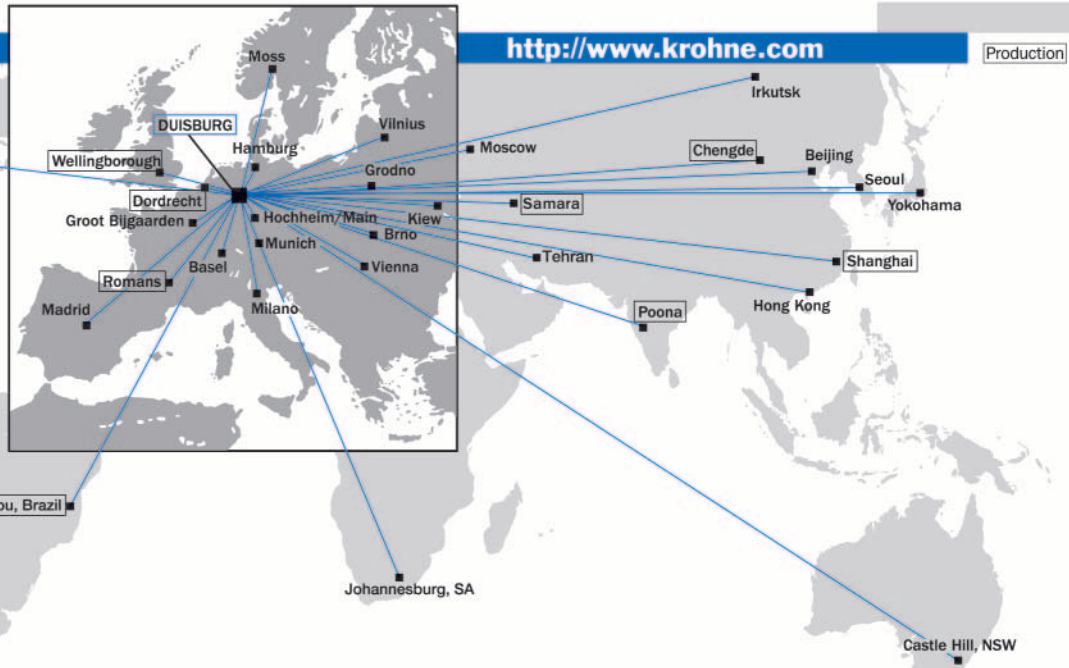 http://www.krohne.com
Production
Moss
Irkutsk
DUISBURG
Vilnius
Hamburg
Moscow
Chengde
Beijing
Wellingborough
Grodno
Seoul
Dordrecht
Samara
Yokohama
Groot Bijgaarden
Hochheim/Main
Kiew
Brno
Munich
Basel
Vienna
Tehran
Shanghai
Romans
Madrid
Milano
Poona
Hong Kong
ou, Brazil
Johannesburg, SA
Castle Hill, NSW